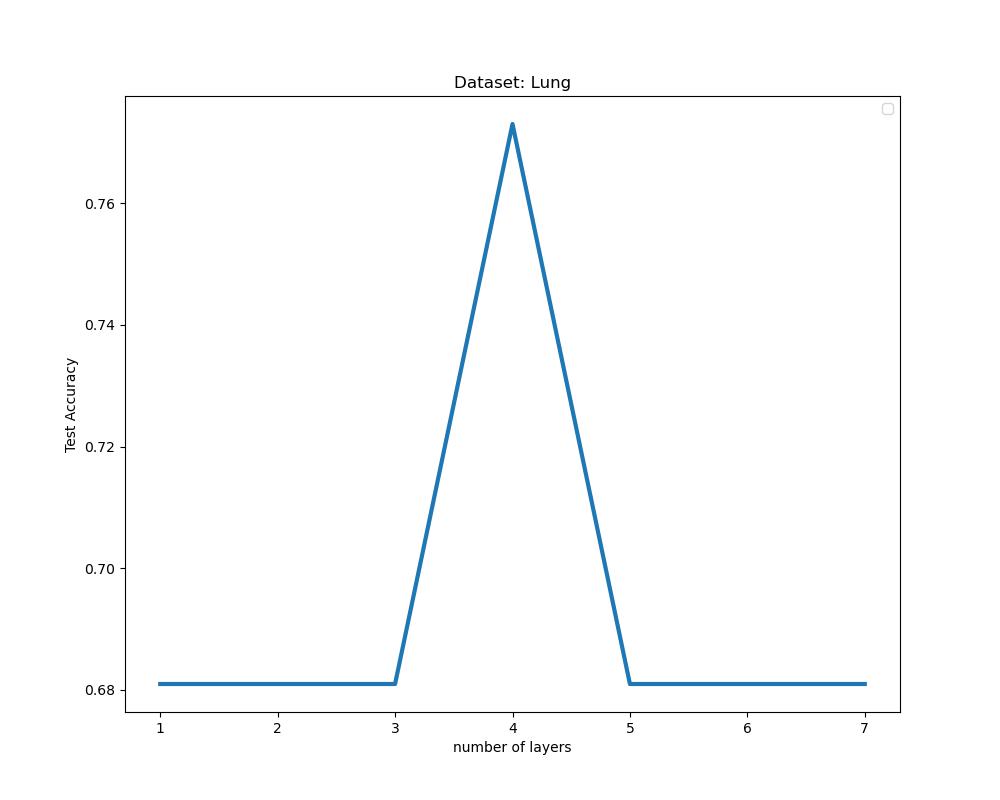 Dataset: Lung
0.76
0.74
0.72
0.70
0.68
Test Accuracy
1 2 3 4 5 6 7
number of layers